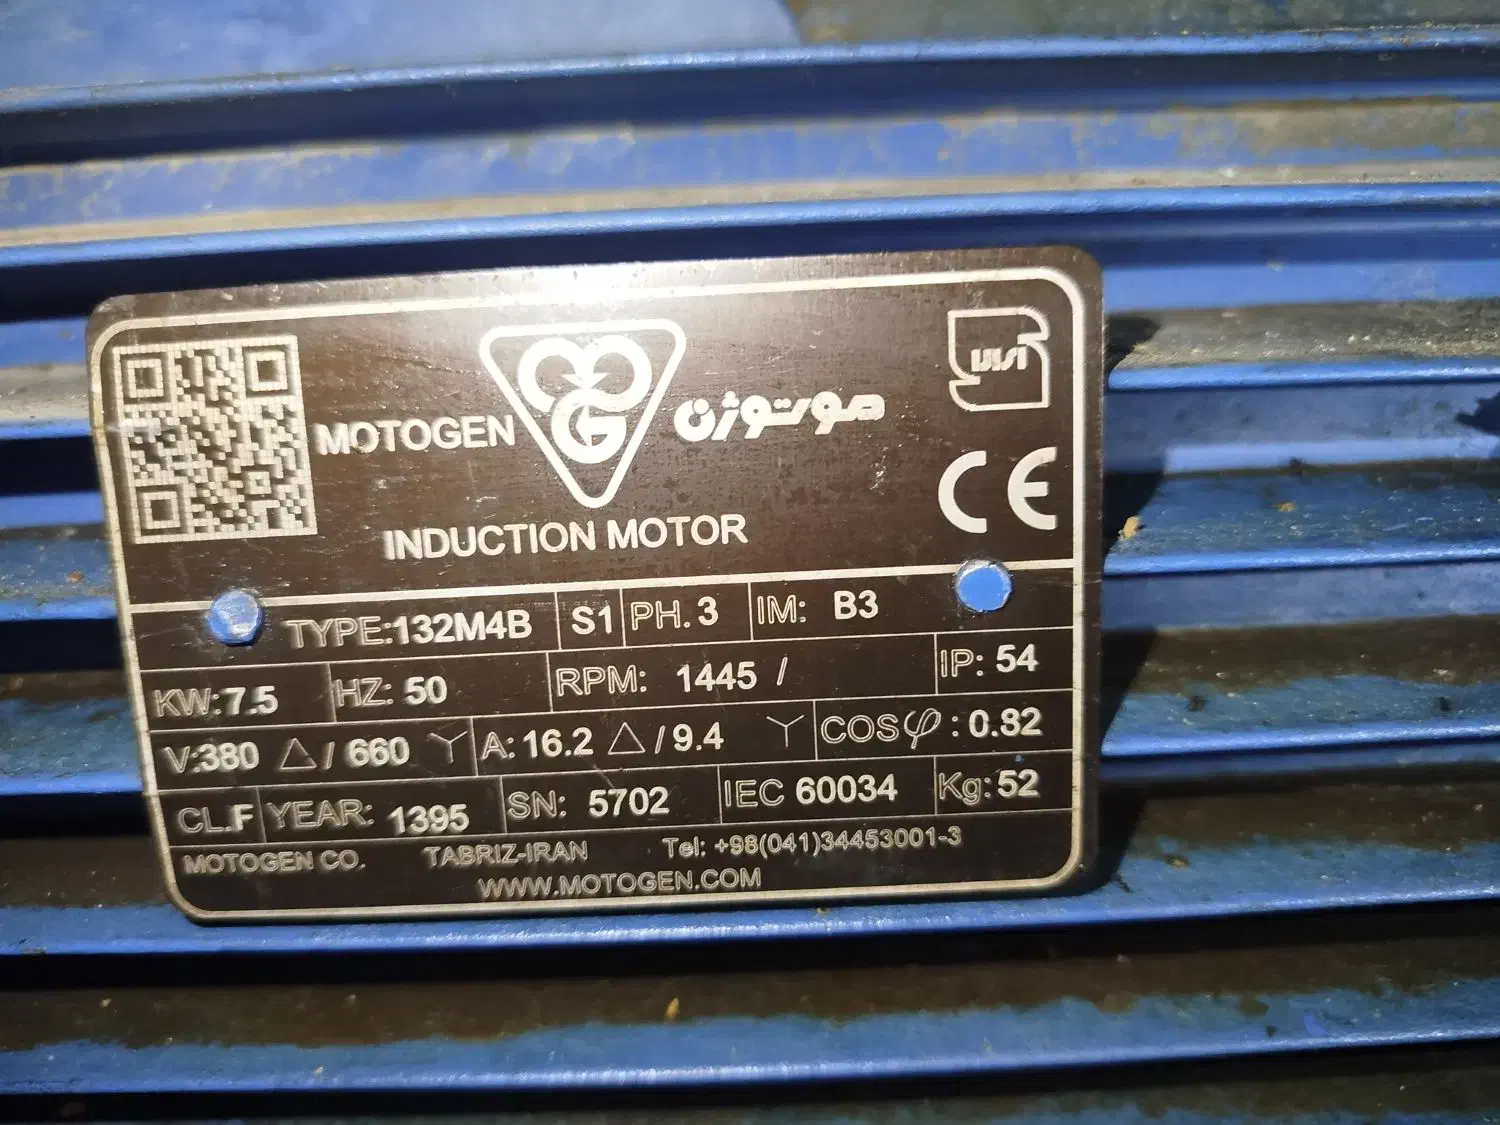 MOTOGEN
موتوژن
INDUCTION MOTOR
CE
TYPE:132M4B S1 PH.3 IM: B3
KW:7.5 HZ: 50 RPM: 1445 / IP: 54
V:380 △/ 660 Y A: 16.2 △/9.4 Y COSφ: 0.82
CL.F YEAR: 1395 SN: 5702 IEC 60034 Kg: 52
MOTOGEN CO. TABRIZ-IRAN Tel: +98(041)34453001-3
WWW.MOTOGEN.COM